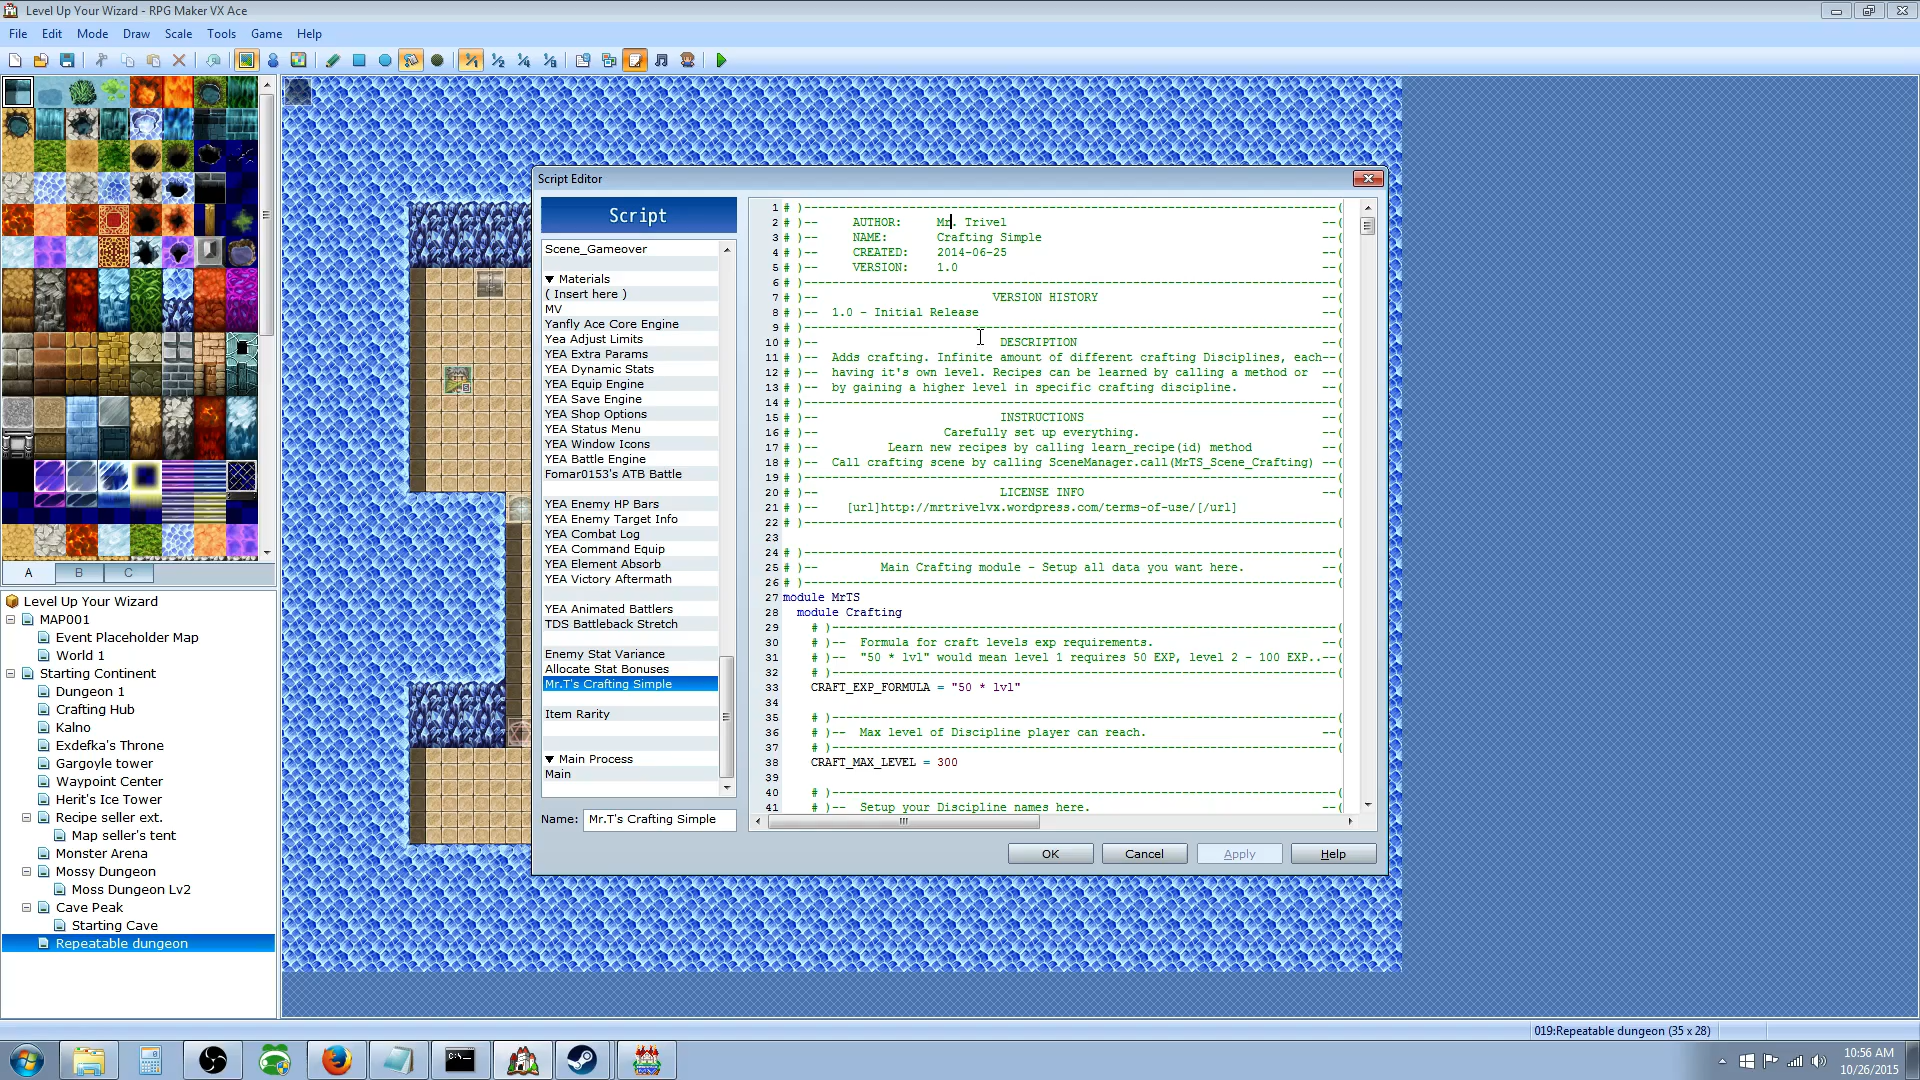 Level Up Your Wizard - RPG Maker VX Ace
File Edit Mode Draw Scale Tools Game Help
Script Editor
Script
Scene_Gameover
▼ Materials
( Insert here )
MV
Yanfly Ace Core Engine
Yea Adjust Limits
YEA Extra Params
YEA Dynamic Stats
YEA Equip Engine
YEA Save Engine
YEA Shop Options
YEA Status Menu
YEA Window Icons
YEA Battle Engine
Fomar0153's ATB Battle
YEA Enemy HP Bars
YEA Enemy Target Info
YEA Combat Log
YEA Command Equip
YEA Element Absorb
YEA Victory Aftermath
YEA Animated Battlers
TDS Battleback Stretch
Enemy Stat Variance
Allocate Stat Bonuses
Mr.T's Crafting Simple
Item Rarity
▼ Main Process
Main
Name: Mr.T's Crafting Simple
1 # )----------------------------------------------------------------------------(
2 # )-- AUTHOR: Mr. Trivel --(
3 # )-- NAME: Crafting Simple --(
4 # )-- CREATED: 2014-06-25 --(
5 # )-- VERSION: 1.0 --(
6 # )----------------------------------------------------------------------------(
7 # )-- VERSION HISTORY --(
8 # )-- 1.0 - Initial Release --(
9 # )----------------------------------------------------------------------------(
10 # )-- DESCRIPTION --(
11 # )-- Adds crafting. Infinite amount of different crafting Disciplines, each--(
12 # )-- having it's own level. Recipes can be learned by calling a method or --(
13 # )-- by gaining a higher level in specific crafting discipline. --(
14 # )----------------------------------------------------------------------------(
15 # )-- INSTRUCTIONS --(
16 # )-- Carefully set up everything. --(
17 # )-- Learn new recipes by calling learn_recipe(id) method --(
18 # )-- Call crafting scene by calling SceneManager.call(MrTS_Scene_Crafting) --(
19 # )----------------------------------------------------------------------------(
20 # )-- LICENSE INFO --(
21 # )-- [url]http://mrtrivelvx.wordpress.com/terms-of-use/[/url] --(
22 # )----------------------------------------------------------------------------(
23
24 # )----------------------------------------------------------------------------(
25 # )-- Main Crafting module - Setup all data you want here. --(
26 # )----------------------------------------------------------------------------(
27 module MrTS
28 module Crafting
29 # )------------------------------------------------------------------------(
30 # )-- Formula for craft levels exp requirements. --(
31 # )-- "50 * lvl" would mean level 1 requires 50 EXP, level 2 - 100 EXP..--(
32 # )------------------------------------------------------------------------(
33 CRAFT_EXP_FORMULA = "50 * lvl"
34
35 # )------------------------------------------------------------------------(
36 # )-- Max level of Discipline player can reach. --(
37 # )------------------------------------------------------------------------(
38 CRAFT_MAX_LEVEL = 300
39
40 # )------------------------------------------------------------------------(
41 # )-- Setup your Discipline names here. --(
OK Cancel Apply Help
A B C
Level Up Your Wizard
MAP001
Event Placeholder Map
World 1
Starting Continent
Dungeon 1
Crafting Hub
Kalno
Exdefka's Throne
Gargoyle tower
Waypoint Center
Herit's Ice Tower
Recipe seller ext.
Map seller's tent
Monster Arena
Mossy Dungeon
Moss Dungeon Lv2
Cave Peak
Starting Cave
Repeatable dungeon
019:Repeatable dungeon (35 x 28)
10:56 AM
10/26/2015